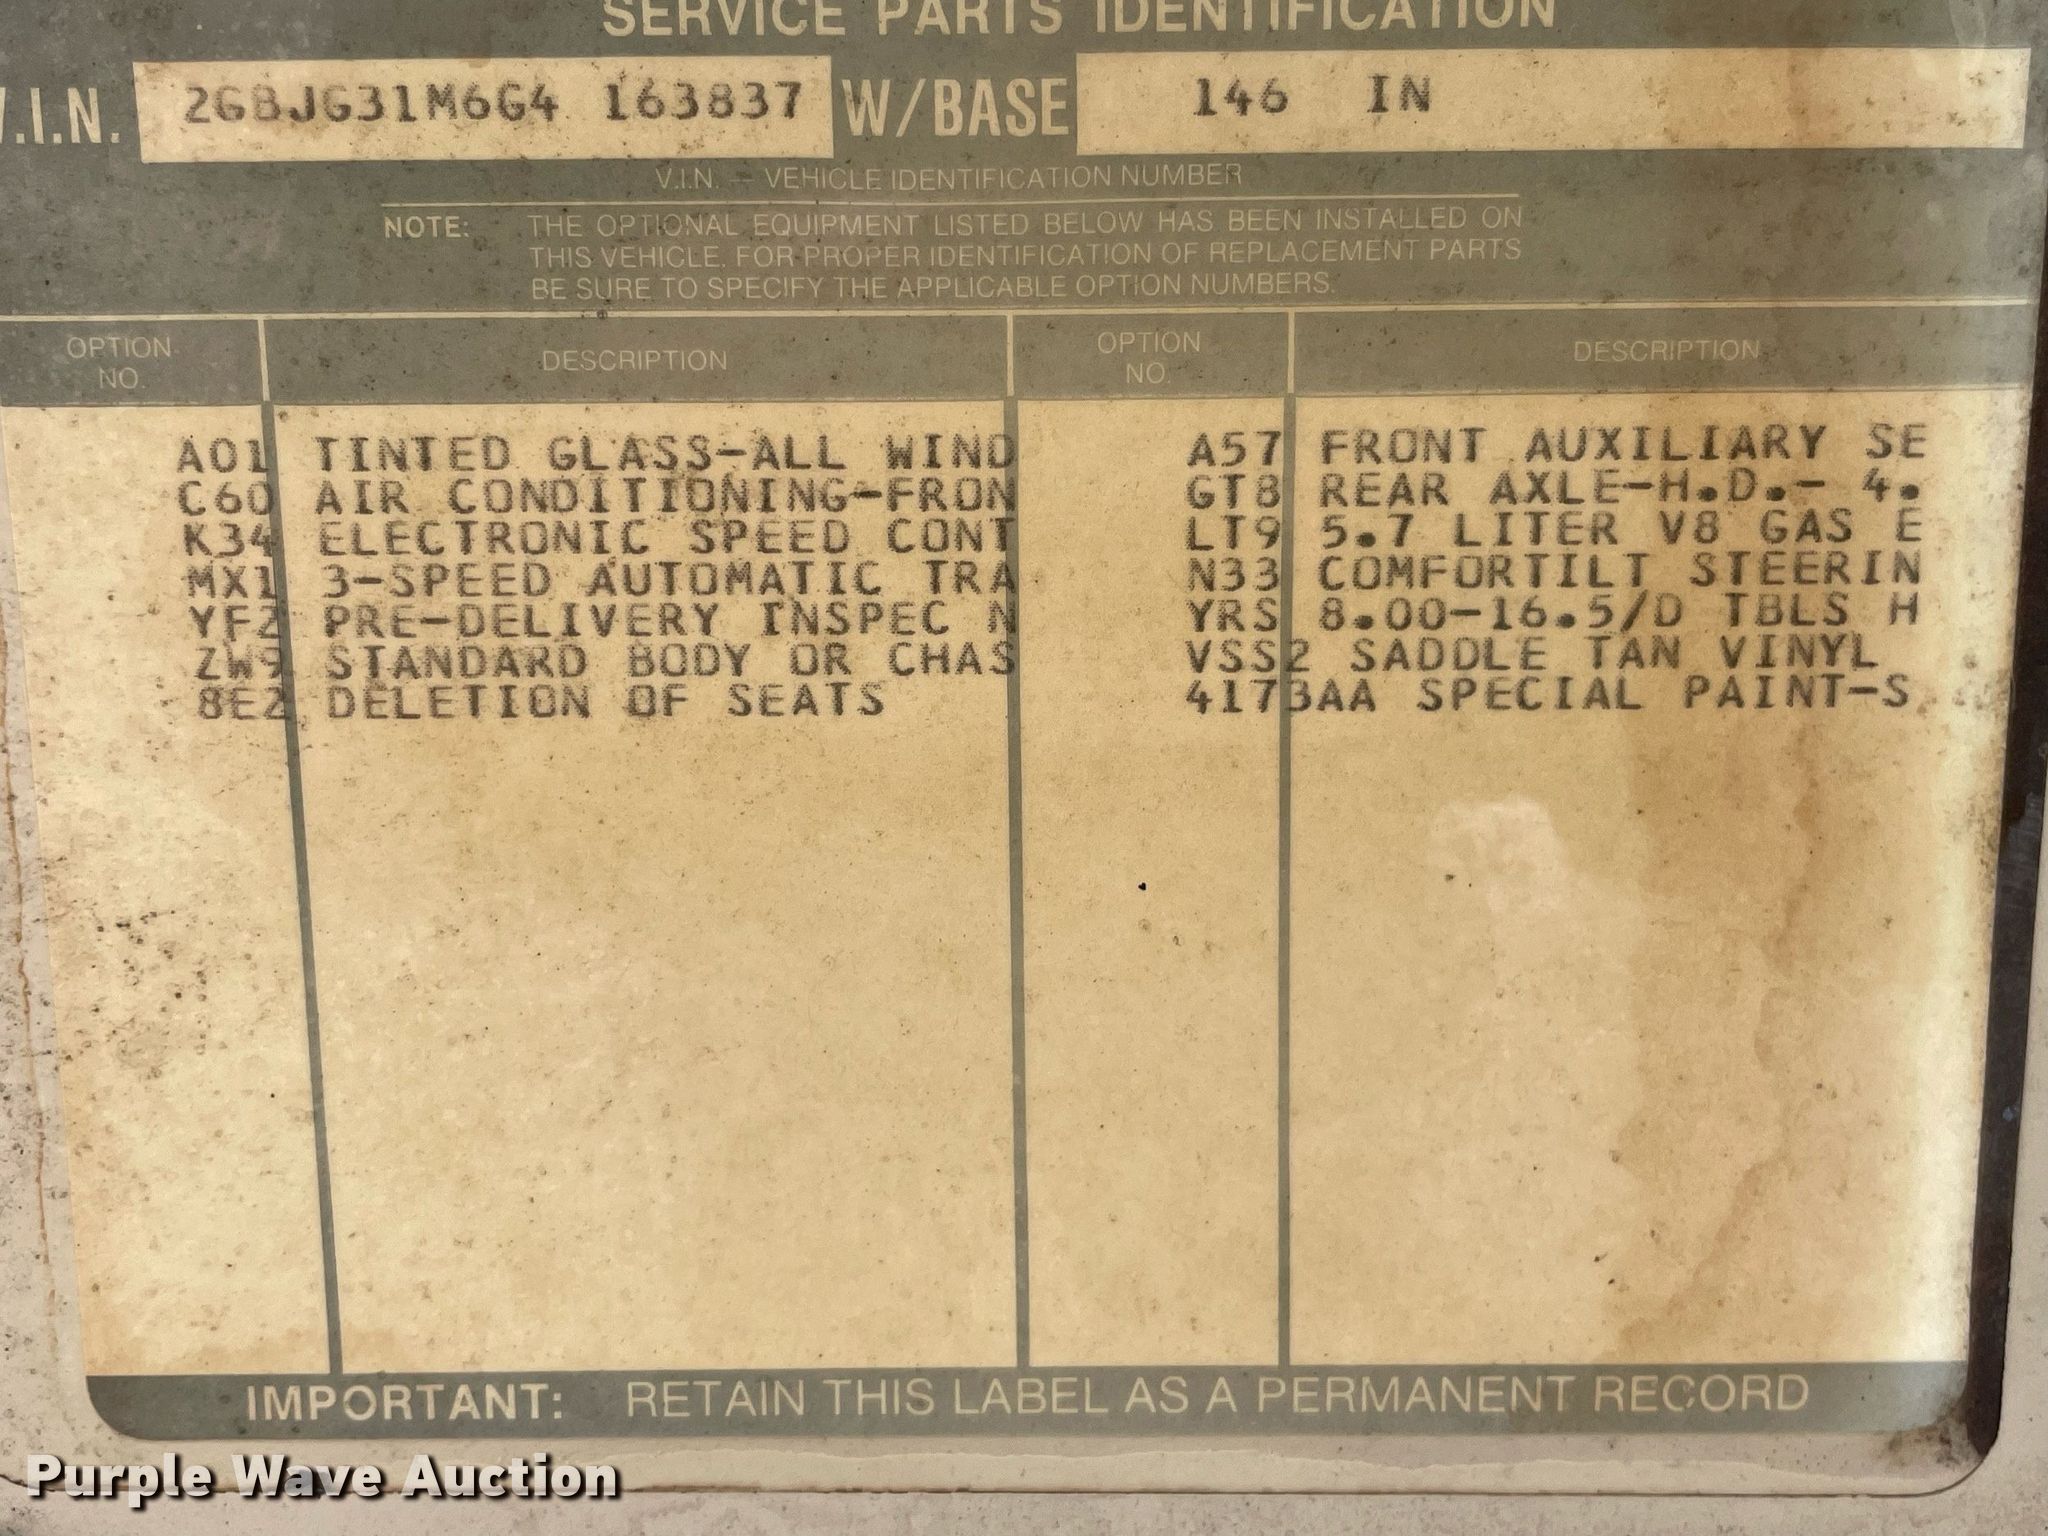 SERVICE PARTS IDENTIFICATION
V.I.N. 2GBJG31M6G4 163837 W/BASE 146 IN
V.I.N. — VEHICLE IDENTIFICATION NUMBER
NOTE: THE OPTIONAL EQUIPMENT LISTED BELOW HAS BEEN INSTALLED ON
THIS VEHICLE. FOR PROPER IDENTIFICATION OF REPLACEMENT PARTS
BE SURE TO SPECIFY THE APPLICABLE OPTION NUMBERS.
OPTION NO. DESCRIPTION OPTION NO. DESCRIPTION
A01 TINTED GLASS-ALL WIND A57 FRONT AUXILIARY SE
C60 AIR CONDITIONING-FRON GT8 REAR AXLE-H.D.- 4.
K34 ELECTRONIC SPEED CONT LT9 5.7 LITER V8 GAS E
MX1 3-SPEED AUTOMATIC TRA N33 COMFORTILT STEERIN
YF2 PRE-DELIVERY INSPEC N YRS 8.00-16.5/D TBLS H
ZW9 STANDARD BODY OR CHAS VSS2 SADDLE TAN VINYL
8E2 DELETION OF SEATS 4173AA SPECIAL PAINT-S
IMPORTANT: RETAIN THIS LABEL AS A PERMANENT RECORD
Purple Wave Auction